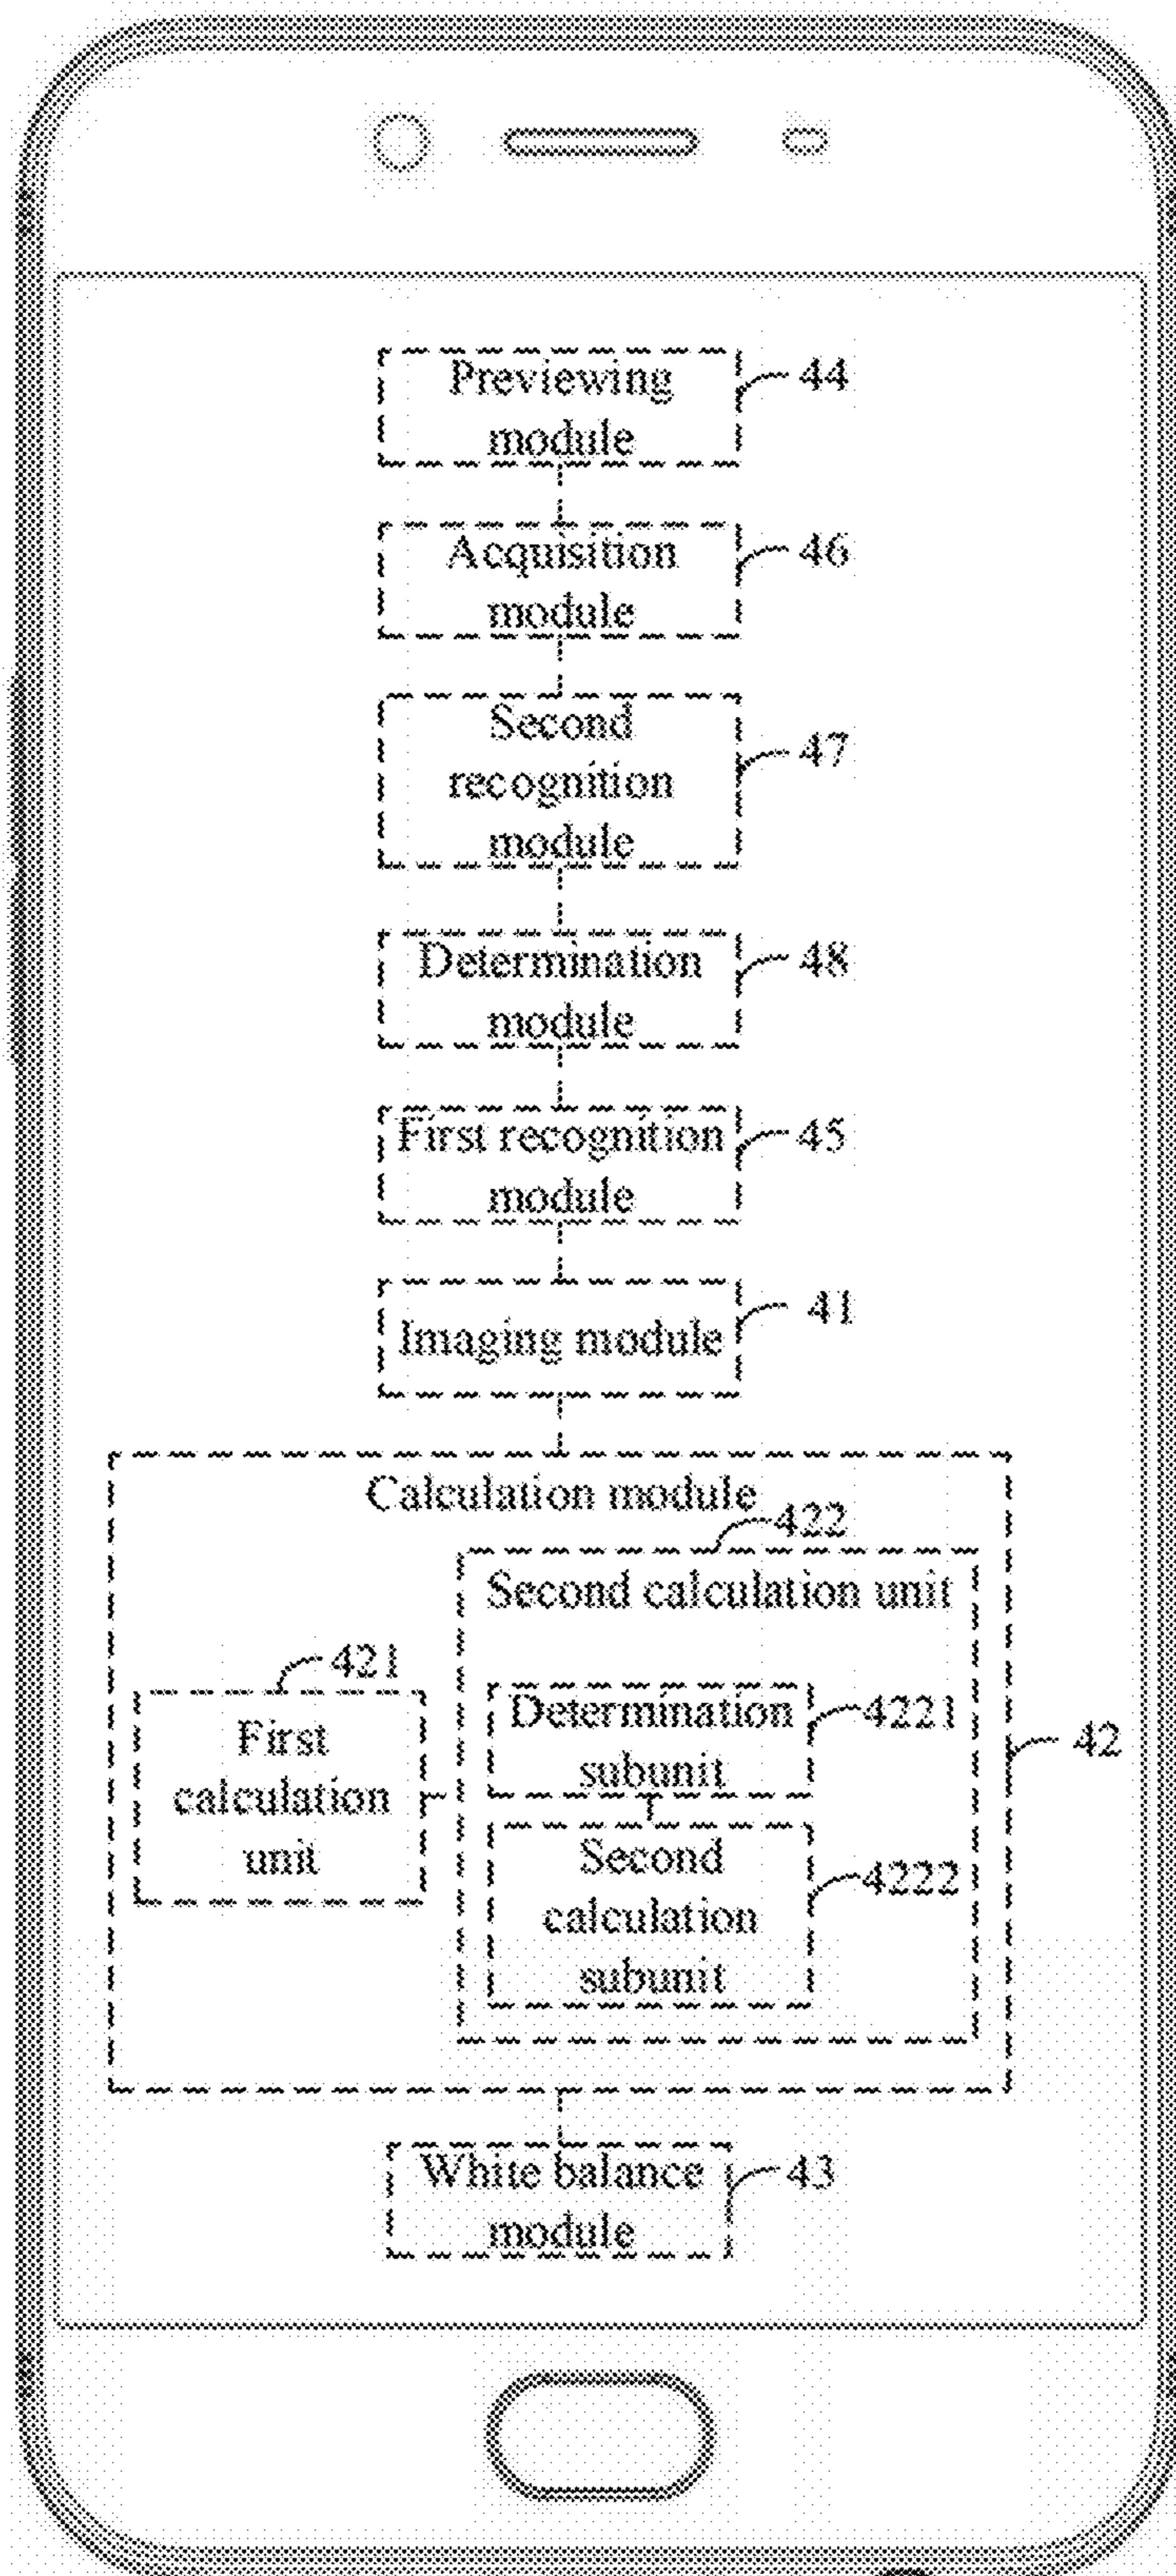 Previewing
module
44
Acquisition
module
46
Second
recognition
module
47
Determination
module
48
First recognition
module
45
Imaging module
41
Calculation module
422
Second calculation unit
421
First
calculation
unit
Determination
subunit
4221
42
Second
calculation
subunit
4222
White balance
module
43